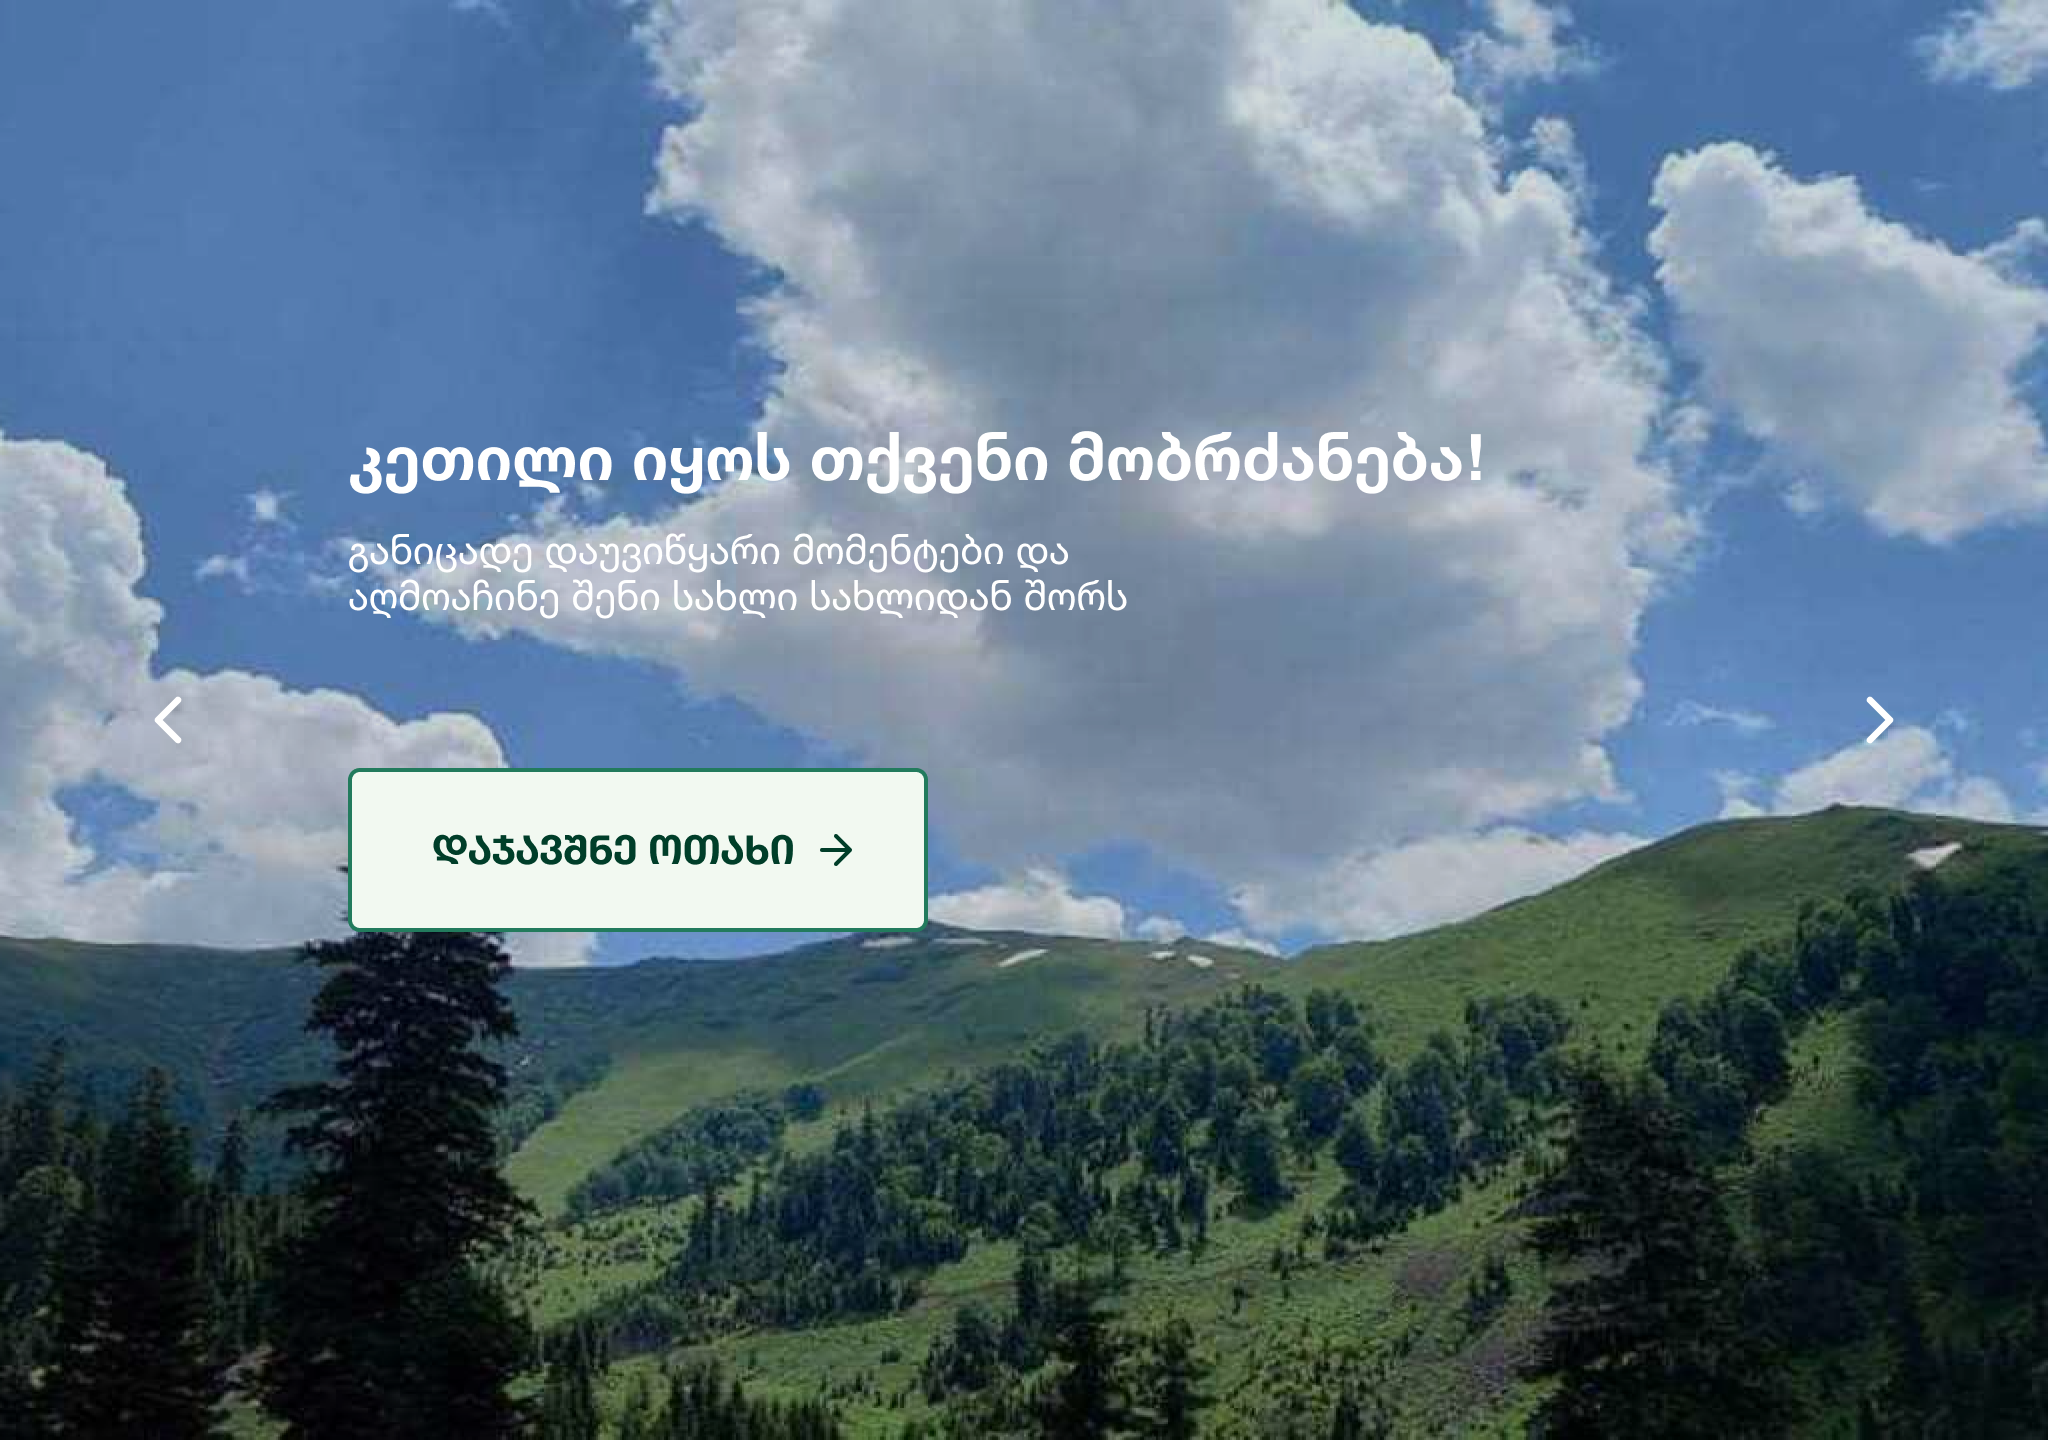 კეთილი იყოს თქვენი მობრძანება!
განიცადე დაუვიწყარი მომენტები და
აღმოაჩინე შენი სახლი სახლიდან შორს
დაჯავშნე ოთახი